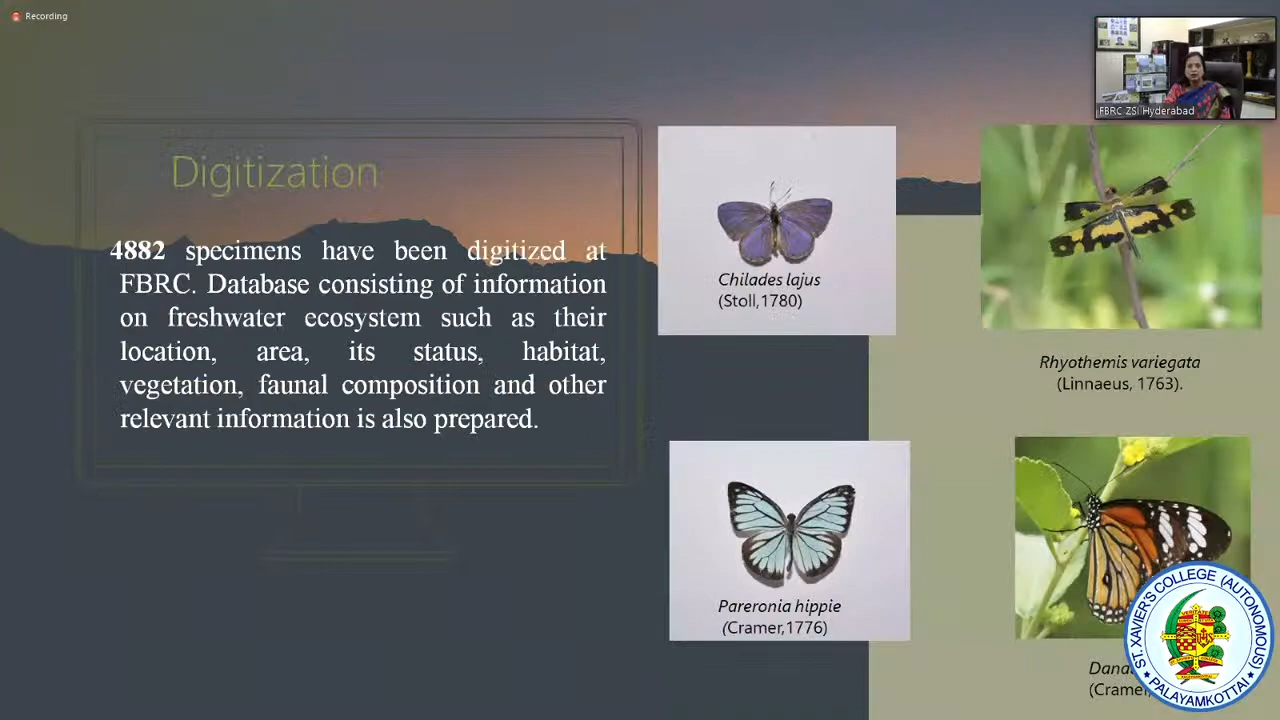 Recording
FBRC ZSI Hyderabad
Digitization
4882 specimens have been digitized at
FBRC. Database consisting of information
on freshwater ecosystem such as their
location, area, its status, habitat,
vegetation, faunal composition and other
relevant information is also prepared.
Chilades lajus
(Stoll,1780)
Rhyothemis variegata
(Linnaeus, 1763).
Pareronia hippie
(Cramer,1776)
(Cramer,
ST. XAVIER'S COLLEGE (AUTONOMOUS)
PALAYAMKOTTAI